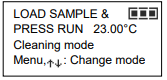 LOAD SAMPLE &
PRESS RUN 23.00°C
Cleaning mode
Menu,↑↓: Change mode